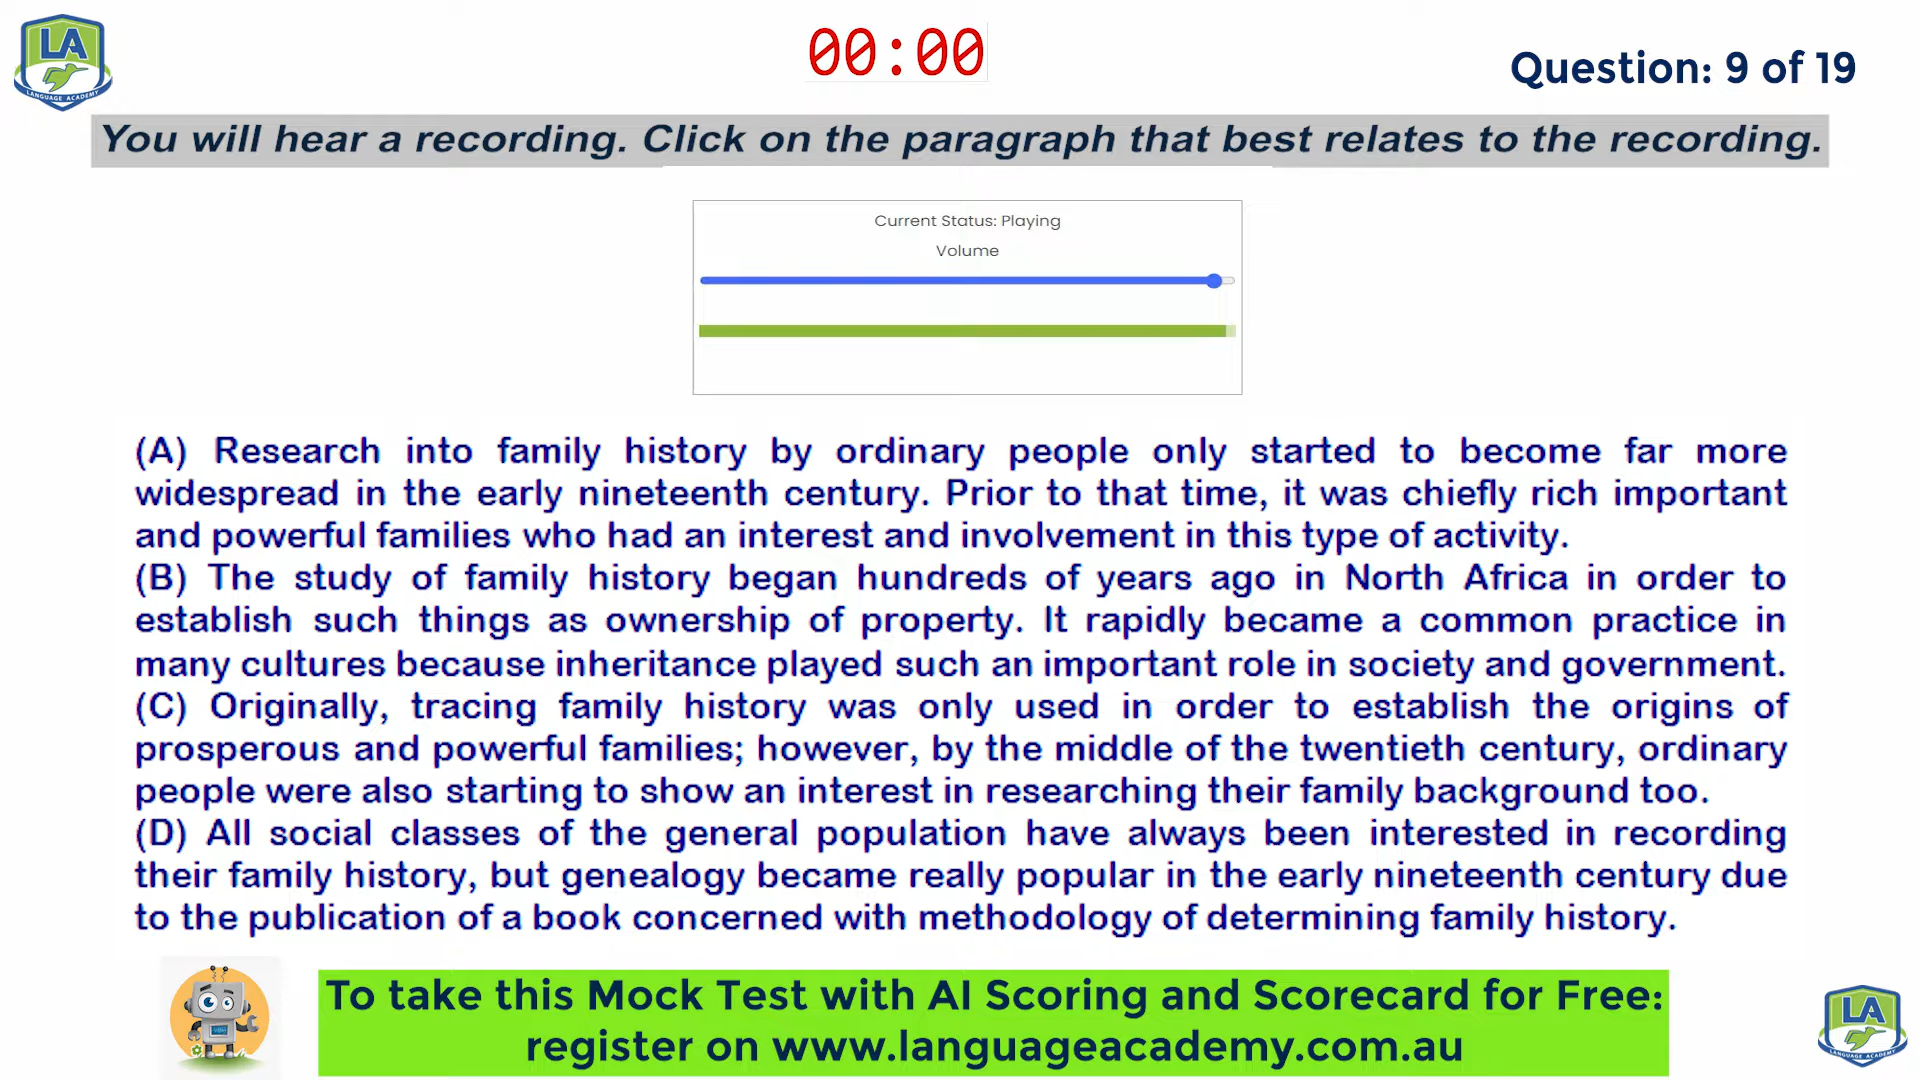 LA
LANGUAGE ACADEMY
00:00
Question: 9 of 19
You will hear a recording. Click on the paragraph that best relates to the recording.
Current Status: Playing
Volume
(A) Research into family history by ordinary people only started to become far more
widespread in the early nineteenth century. Prior to that time, it was chiefly rich important
and powerful families who had an interest and involvement in this type of activity.
(B) The study of family history began hundreds of years ago in North Africa in order to
establish such things as ownership of property. It rapidly became a common practice in
many cultures because inheritance played such an important role in society and government.
(C) Originally, tracing family history was only used in order to establish the origins of
prosperous and powerful families; however, by the middle of the twentieth century, ordinary
people were also starting to show an interest in researching their family background too.
(D) All social classes of the general population have always been interested in recording
their family history, but genealogy became really popular in the early nineteenth century due
to the publication of a book concerned with methodology of determining family history.
To take this Mock Test with AI Scoring and Scorecard for Free:
register on www.languageacademy.com.au
LA
LANGUAGE ACADEMY